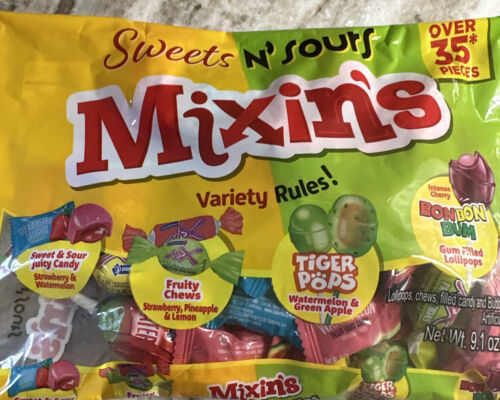 Sweets N' sours
OVER
35*
PIECES
Mixin's
Variety Rules!
Sweet & Sour
Juicy Candy
Strawberry &
Watermelon
Fruity
Chews
Strawberry, Pineapple
& Lemon
TIGER
POPS
Watermelon &
Green Apple
Intense
Cherry
BON BON
BUM
Gum Filled
Lollipops
Lollipops, chews, filled candy and
Net Wt. 9.1 oz
Mixin's